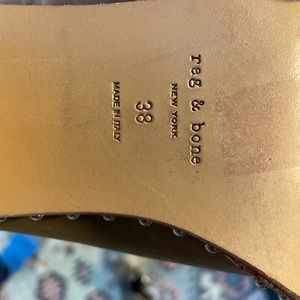 rag & bone
NEW YORK
38
MADE IN ITALY